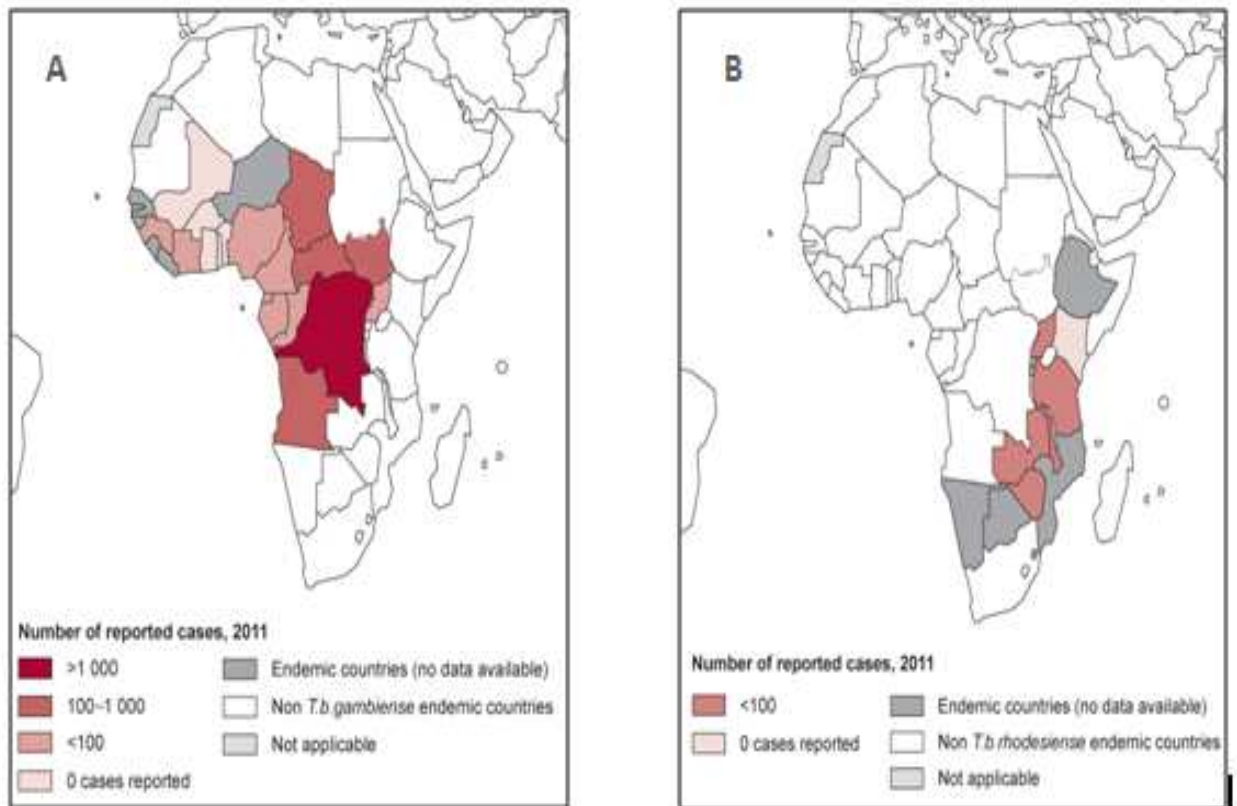 A
Number of reported cases, 2011
>1 000
100–1 000
<100
0 cases reported
Endemic countries (no data available)
Non T.b.gambiense endemic countries
Not applicable
B
Number of reported cases, 2011
<100
0 cases reported
Endemic countries (no data available)
Non T.b.rhodesiense endemic countries
Not applicable